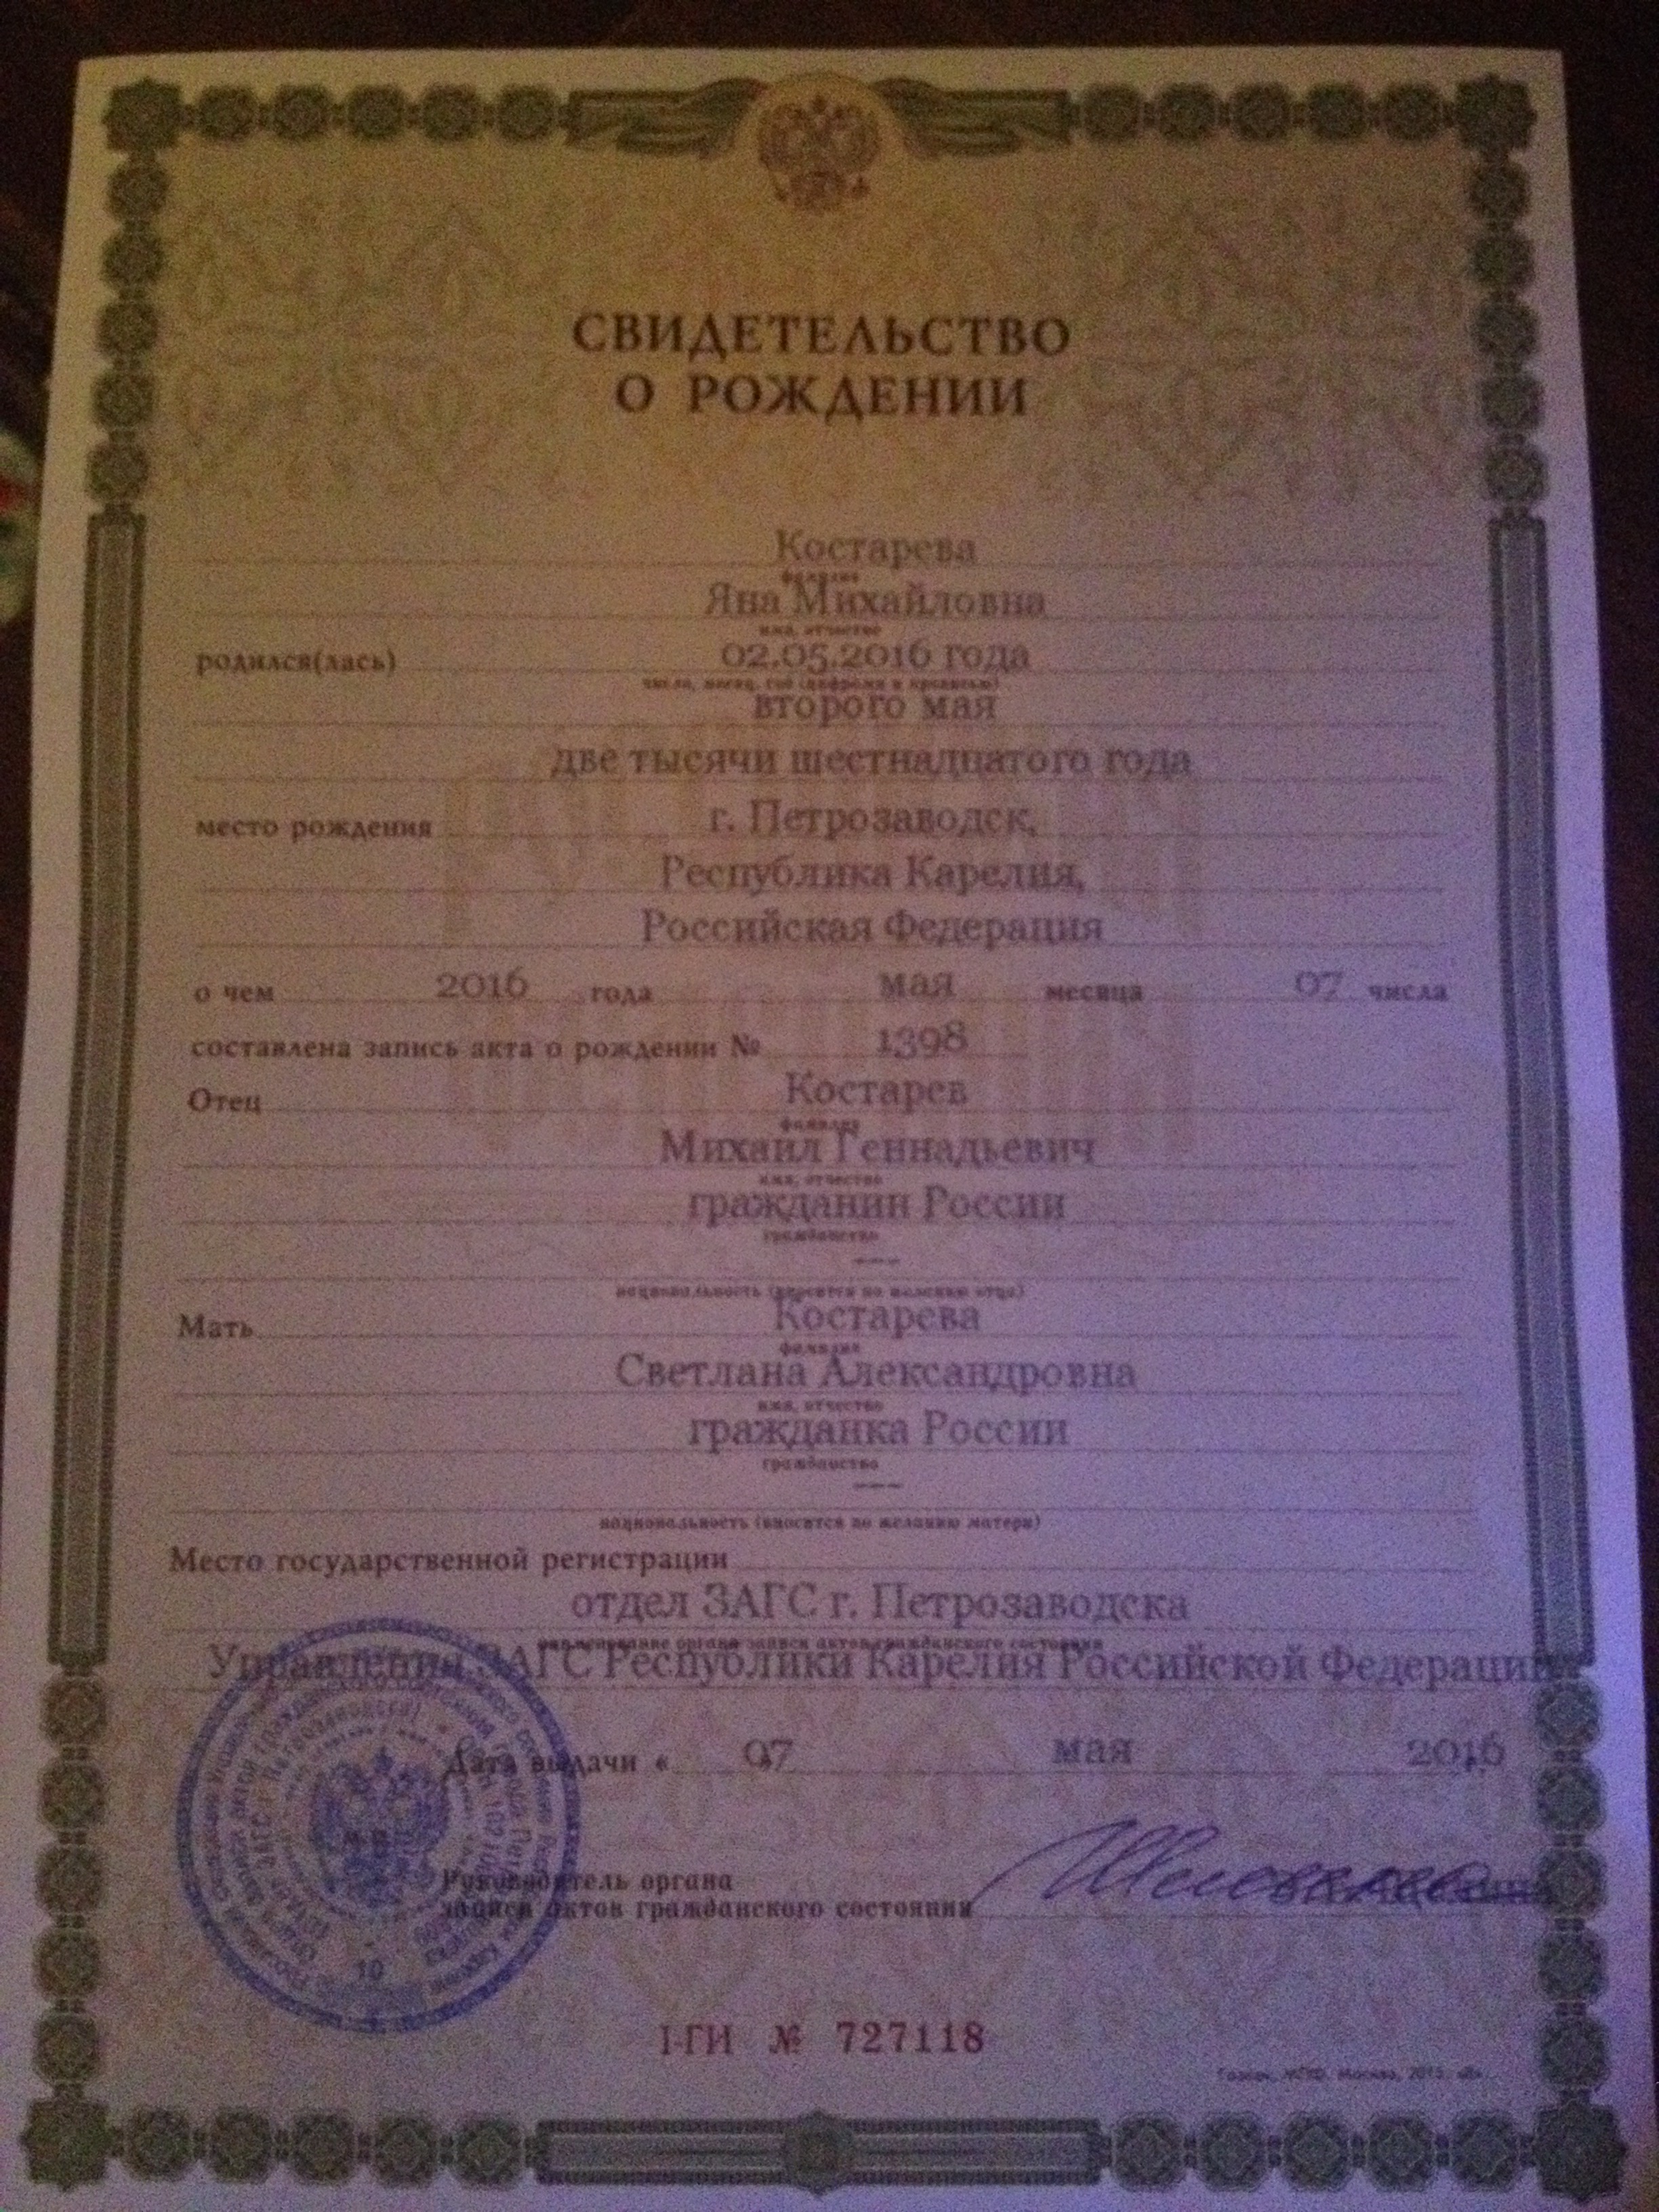 СВИДЕТЕЛЬСТВО
О РОЖДЕНИИ
Костарева
фамилия
Яна Михайловна
имя, отчество
родился(лась) 02.05.2016 года
число, месяц, год (цифрами и прописью)
второго мая
две тысячи шестнадцатого года
место рождения г. Петрозаводск,
Республика Карелия,
Российская Федерация
о чем 2016 года мая месяца 07 числа
составлена запись акта о рождении № 1398
Отец Костарев
фамилия
Михаил Геннадьевич
имя, отчество
гражданин России
гражданство
---
национальность (вносится по желанию отца)
Мать Костарева
фамилия
Светлана Александровна
имя, отчество
гражданка России
гражданство
---
национальность (вносится по желанию матери)
Место государственной регистрации
отдел ЗАГС г. Петрозаводска
наименование органа записи актов гражданского состояния
Управления ЗАГС Республики Карелия Российской Федерации
Дата выдачи « 07 мая 2016
Руководитель органа
записи актов гражданского состояния
10
I-ГИ № 727118
Гознак, Москва, 2015